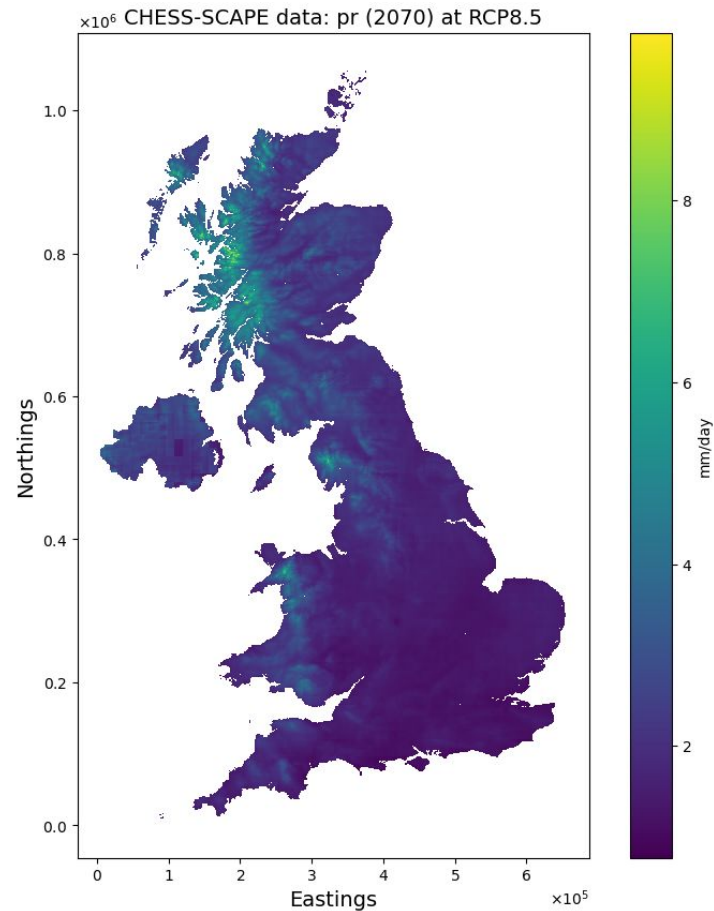 ×10⁶ CHESS-SCAPE data: pr (2070) at RCP8.5
1.0
0.8
0.6
0.4
0.2
0.0
Northings
0 1 2 3 4 5 6
×10⁵
Eastings
8
6
4
2
mm/day